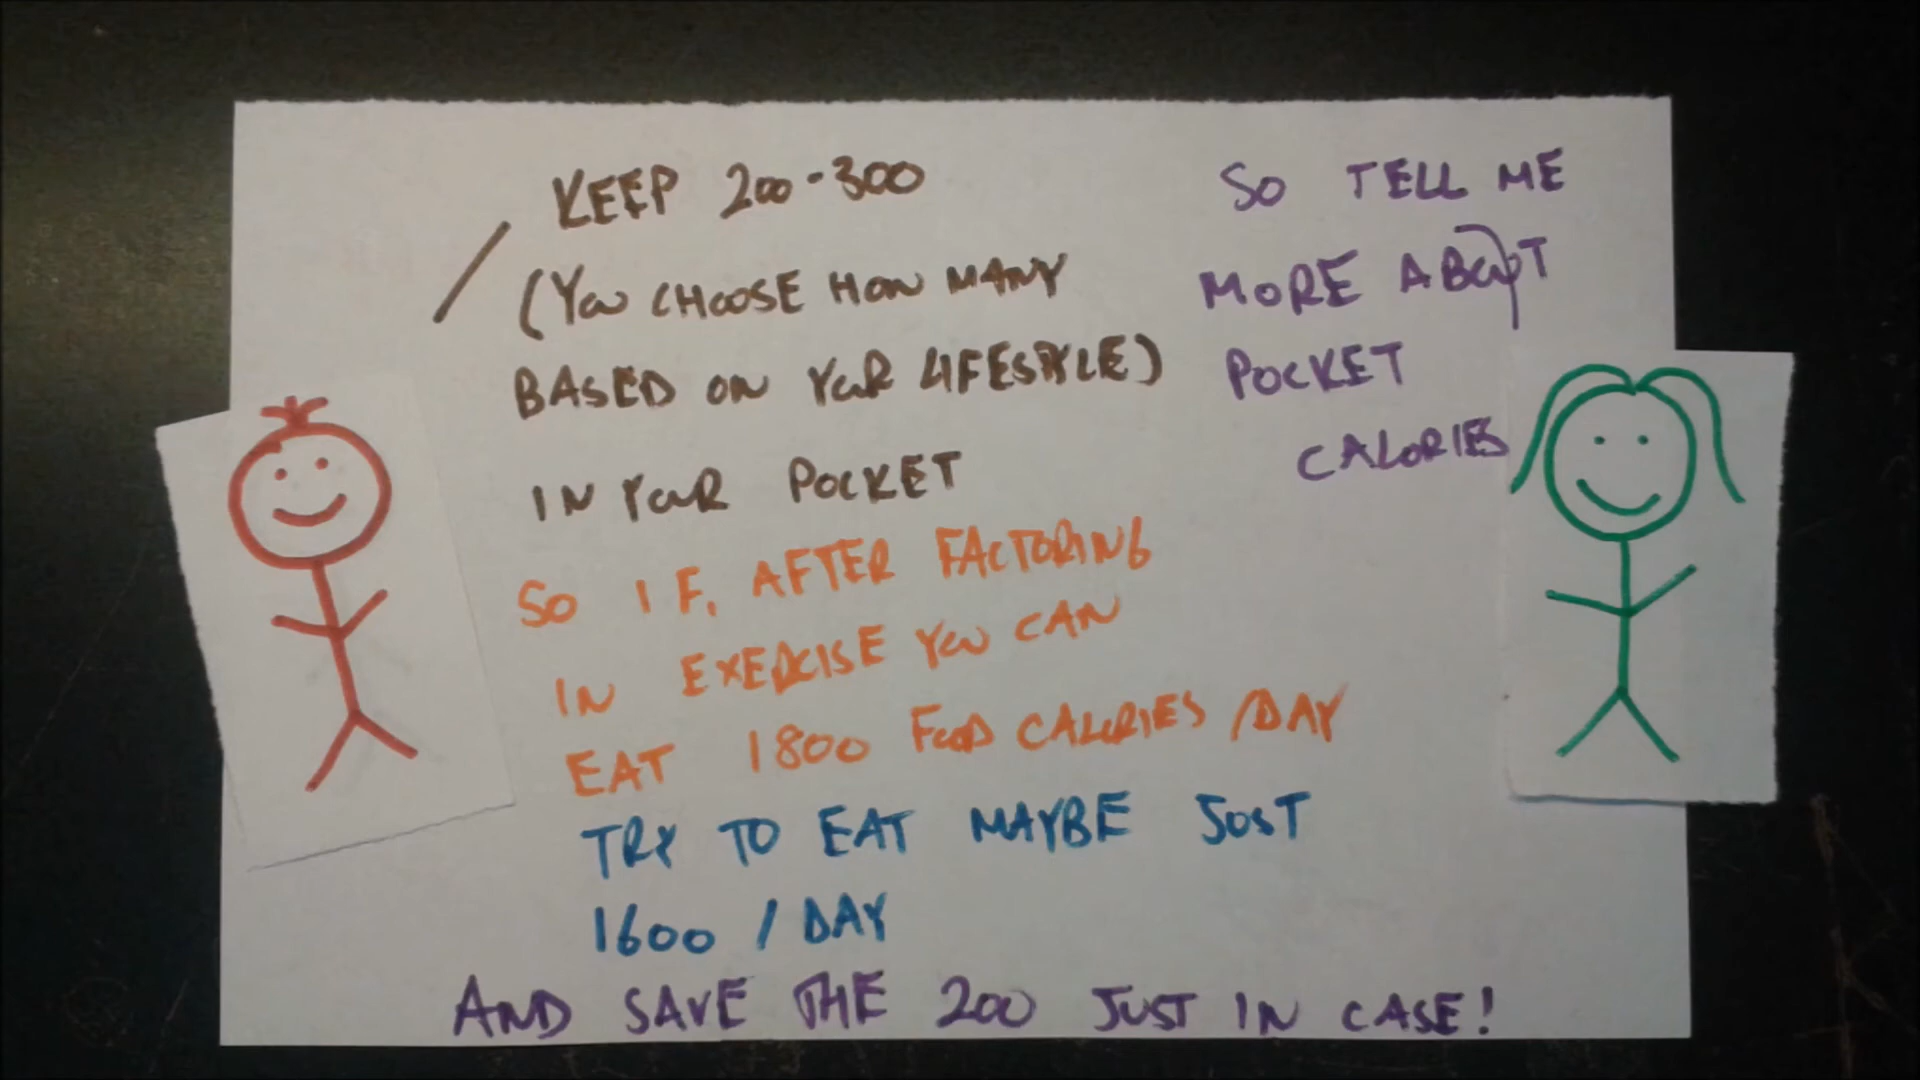 SO TELL ME
MORE ABOUT
POCKET
CALORIES
KEEP 200-300
(YOU CHOOSE HOW MANY
BASED ON YOUR LIFESTYLE)
IN YOUR POCKET
SO IF, AFTER FACTORING
IN EXERCISE YOU CAN
EAT 1800 FOOD CALORIES /DAY
TRY TO EAT MAYBE JUST
1600 / DAY
AND SAVE THE 200 JUST IN CASE!